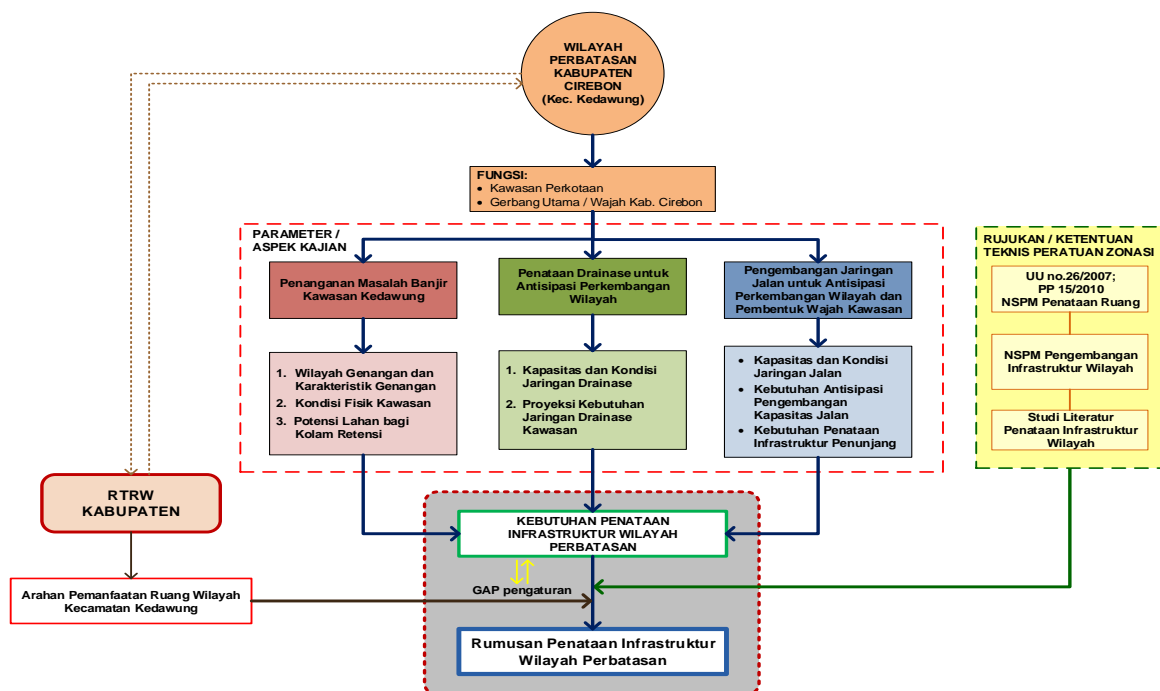 WILAYAH
PERBATASAN
KABUPATEN
CIREBON
(Kec. Kedawung)
FUNGSI:
• Kawasan Perkotaan
• Gerbang Utama / Wajah Kab. Cirebon
PARAMETER /
ASPEK KAJIAN
Penanganan Masalah Banjir
Kawasan Kedawung
Penataan Drainase untuk
Antisipasi Perkembangan
Wilayah
Pengembangan Jaringan
Jalan untuk Antisipasi
Perkembangan Wilayah dan
Pembentuk Wajah Kawasan
1. Wilayah Genangan dan
Karakteristik Genangan
2. Kondisi Fisik Kawasan
3. Potensi Lahan bagi
Kolam Retensi
1. Kapasitas dan Kondisi
Jaringan Drainase
2. Proyeksi Kebutuhan
Jaringan Drainase
Kawasan
• Kapasitas dan Kondisi
Jaringan Jalan
• Kebutuhan Antisipasi
Pengembangan
Kapasitas Jalan
• Kebutuhan Penataan
Infrastruktur Penunjang
RUJUKAN / KETENTUAN
TEKNIS PERATUAN ZONASI
UU no.26/2007;
PP 15/2010
NSPM Penataan Ruang
NSPM Pengembangan
Infrastruktur Wilayah
Studi Literatur
Penataan Infrastruktur
Wilayah
RTRW
KABUPATEN
Arahan Pemanfaatan Ruang Wilayah
Kecamatan Kedawung
KEBUTUHAN PENATAAN
INFRASTRUKTUR WILAYAH
PERBATASAN
GAP pengaturan
Rumusan Penataan Infrastruktur
Wilayah Perbatasan